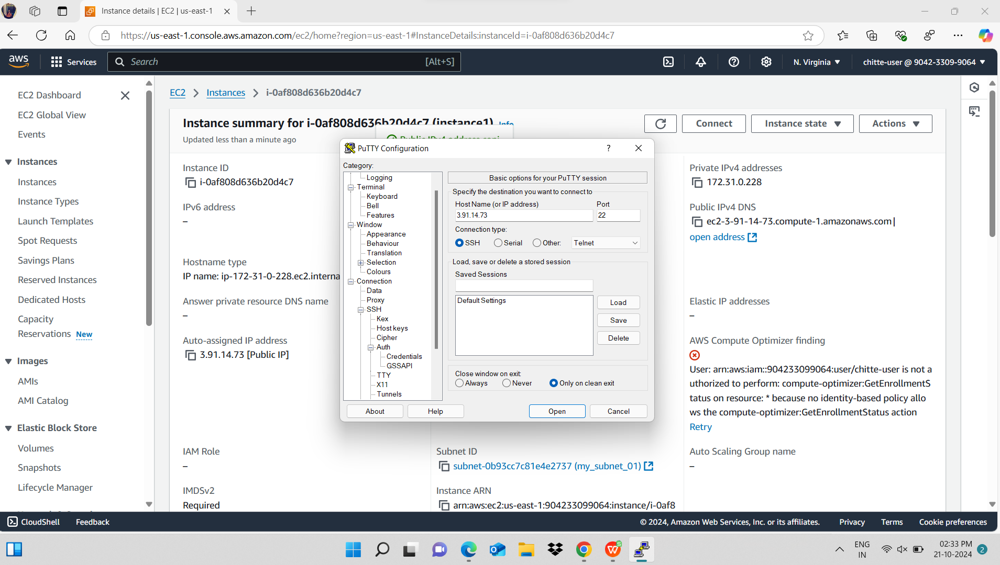 Instance details | EC2 | us-east-1
https://us-east-1.console.aws.amazon.com/ec2/home?region=us-east-1#InstanceDetails:instanceId=i-0af808d636b20d4c7
aws
Services
Search
[Alt+S]
N. Virginia
chitte-user @ 9042-3309-9064
EC2 Dashboard
EC2 Global View
Events
Instances
Instances
Instance Types
Launch Templates
Spot Requests
Savings Plans
Reserved Instances
Dedicated Hosts
Capacity
Reservations New
Images
AMIs
AMI Catalog
Elastic Block Store
Volumes
Snapshots
Lifecycle Manager
EC2
Instances
i-0af808d636b20d4c7
Instance summary for i-0af808d636b20d4c7 (instance1) Info
Updated less than a minute ago
Connect
Instance state
Actions
Public IPv4 address copi
Instance ID
i-0af808d636b20d4c7
IPv6 address
–
Hostname type
IP name: ip-172-31-0-228.ec2.interna
Answer private resource DNS name
–
Auto-assigned IP address
3.91.14.73 [Public IP]
IAM Role
–
IMDSv2
Required
PuTTY Configuration
?
Category:
Logging
Terminal
Keyboard
Bell
Features
Window
Appearance
Behaviour
Translation
Selection
Colours
Connection
Data
Proxy
SSH
Kex
Host keys
Cipher
Auth
Credentials
GSSAPI
TTY
X11
Tunnels
Basic options for your PuTTY session
Specify the destination you want to connect to
Host Name (or IP address)
Port
3.91.14.73
22
Connection type:
SSH
Serial
Other:
Telnet
Load, save or delete a stored session
Saved Sessions
Default Settings
Load
Save
Delete
Close window on exit:
Always
Never
Only on clean exit
About
Help
Open
Cancel
Subnet ID
subnet-0b93cc7c81e4e2737 (my_subnet_01)
Instance ARN
arn:aws:ec2:us-east-1:904233099064:instance/i-0af8
Private IPv4 addresses
172.31.0.228
Public IPv4 DNS
ec2-3-91-14-73.compute-1.amazonaws.com |
open address
Elastic IP addresses
–
AWS Compute Optimizer finding
User: arn:aws:iam::904233099064:user/chitte-user is not a
uthorized to perform: compute-optimizer:GetEnrollmentS
tatus on resource: * because no identity-based policy allo
ws the compute-optimizer:GetEnrollmentStatus action
Retry
Auto Scaling Group name
–
CloudShell
Feedback
© 2024, Amazon Web Services, Inc. or its affiliates.
Privacy
Terms
Cookie preferences
ENG
IN
02:33 PM
21-10-2024
2